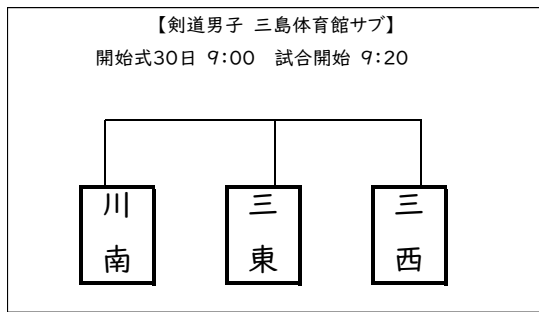 【剣道男子 三島体育館サブ】
開始式30日 9:00 試合開始 9:20
川南
三東
三西